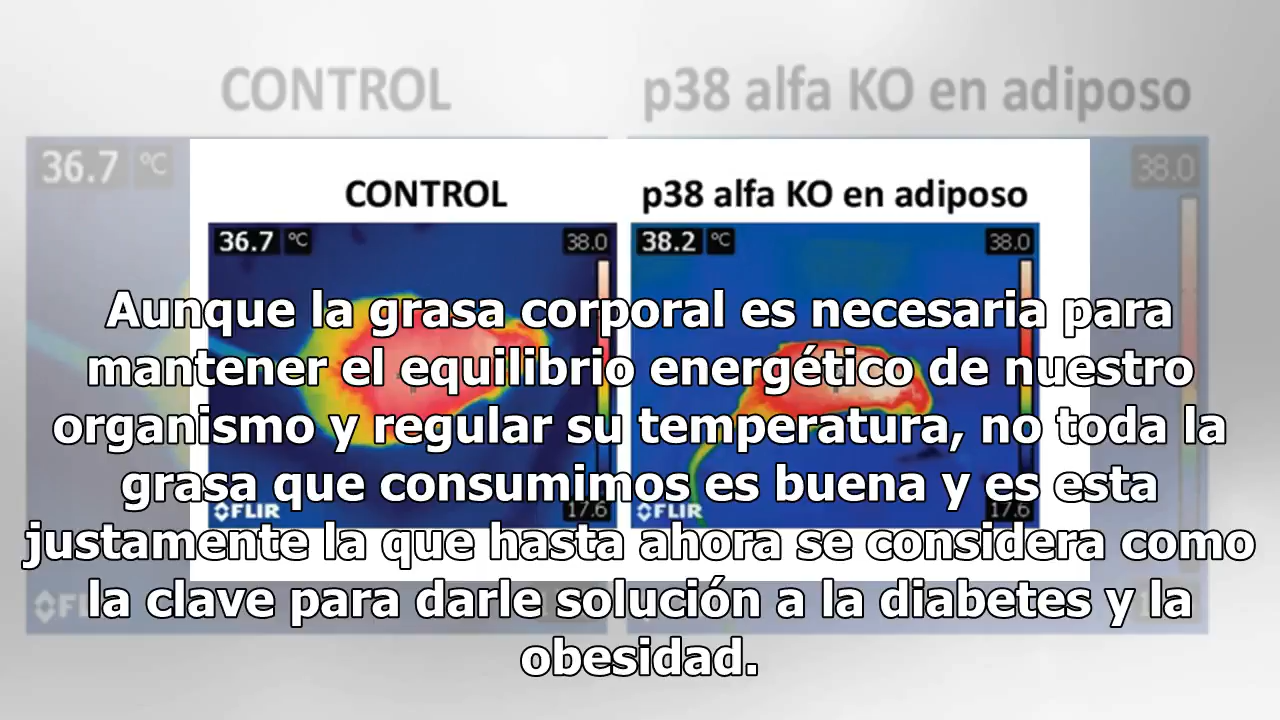 CONTROL
p38 alfa KO en adiposo
36.7 ºC
38.0
CONTROL
p38 alfa KO en adiposo
36.7 ºC
38.0
38.2 ºC
38.0
Aunque la grasa corporal es necesaria para
mantener el equilibrio energético de nuestro
organismo y regular su temperatura, no toda la
grasa que consumimos es buena y es esta
justamente la que hasta ahora se considera como
la clave para darle solución a la diabetes y la
obesidad.
FLIR
17.6
FLIR
17.6